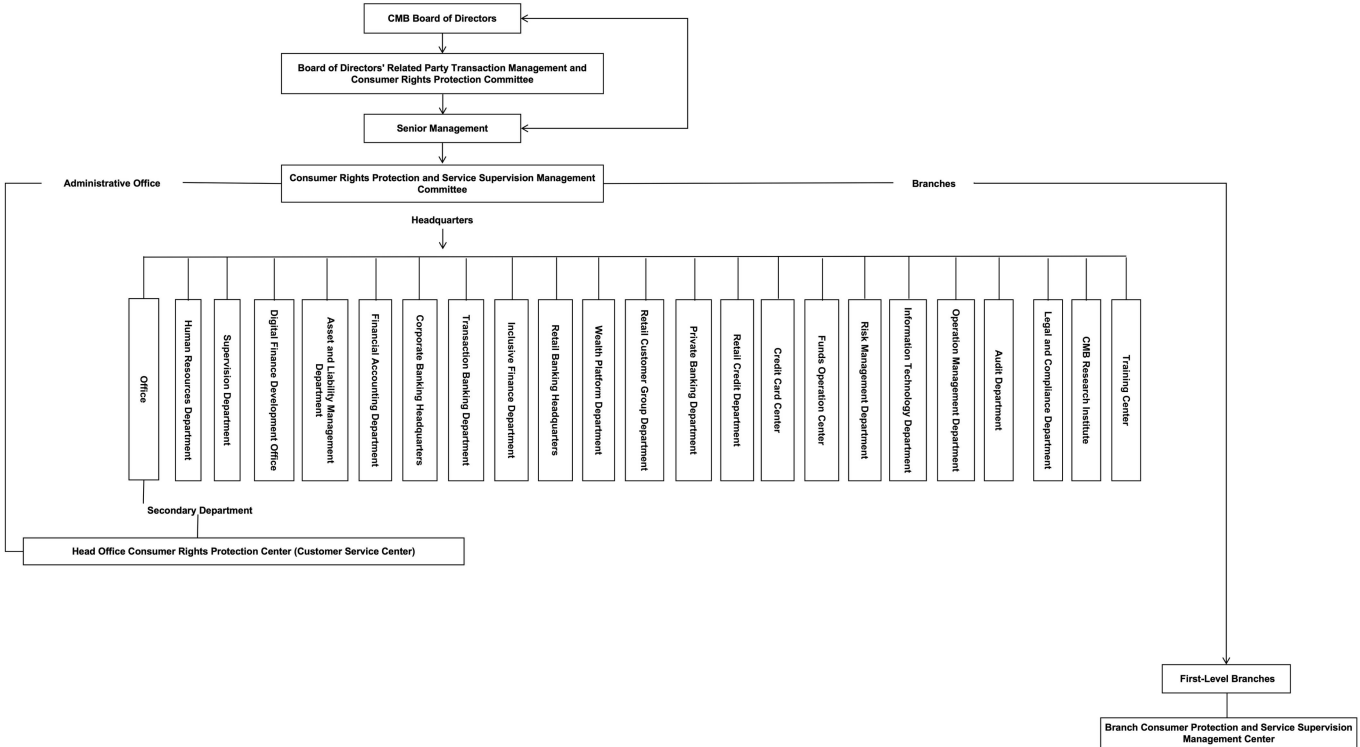 CMB Board of Directors
Board of Directors' Related Party Transaction Management and
Consumer Rights Protection Committee
Senior Management
Administrative Office
Consumer Rights Protection and Service Supervision Management
Committee
Branches
Headquarters
Office
Human Resources Department
Supervision Department
Digital Finance Development Office
Asset and Liability Management
Department
Financial Accounting Department
Corporate Banking Headquarters
Transaction Banking Department
Inclusive Finance Department
Retail Banking Headquarters
Wealth Platform Department
Retail Customer Group Department
Private Banking Department
Retail Credit Department
Credit Card Center
Funds Operation Center
Risk Management Department
Information Technology Department
Operation Management Department
Audit Department
Legal and Compliance Department
CMB Research Institute
Training Center
Secondary Department
Head Office Consumer Rights Protection Center (Customer Service Center)
First-Level Branches
Branch Consumer Protection and Service Supervision
Management Center